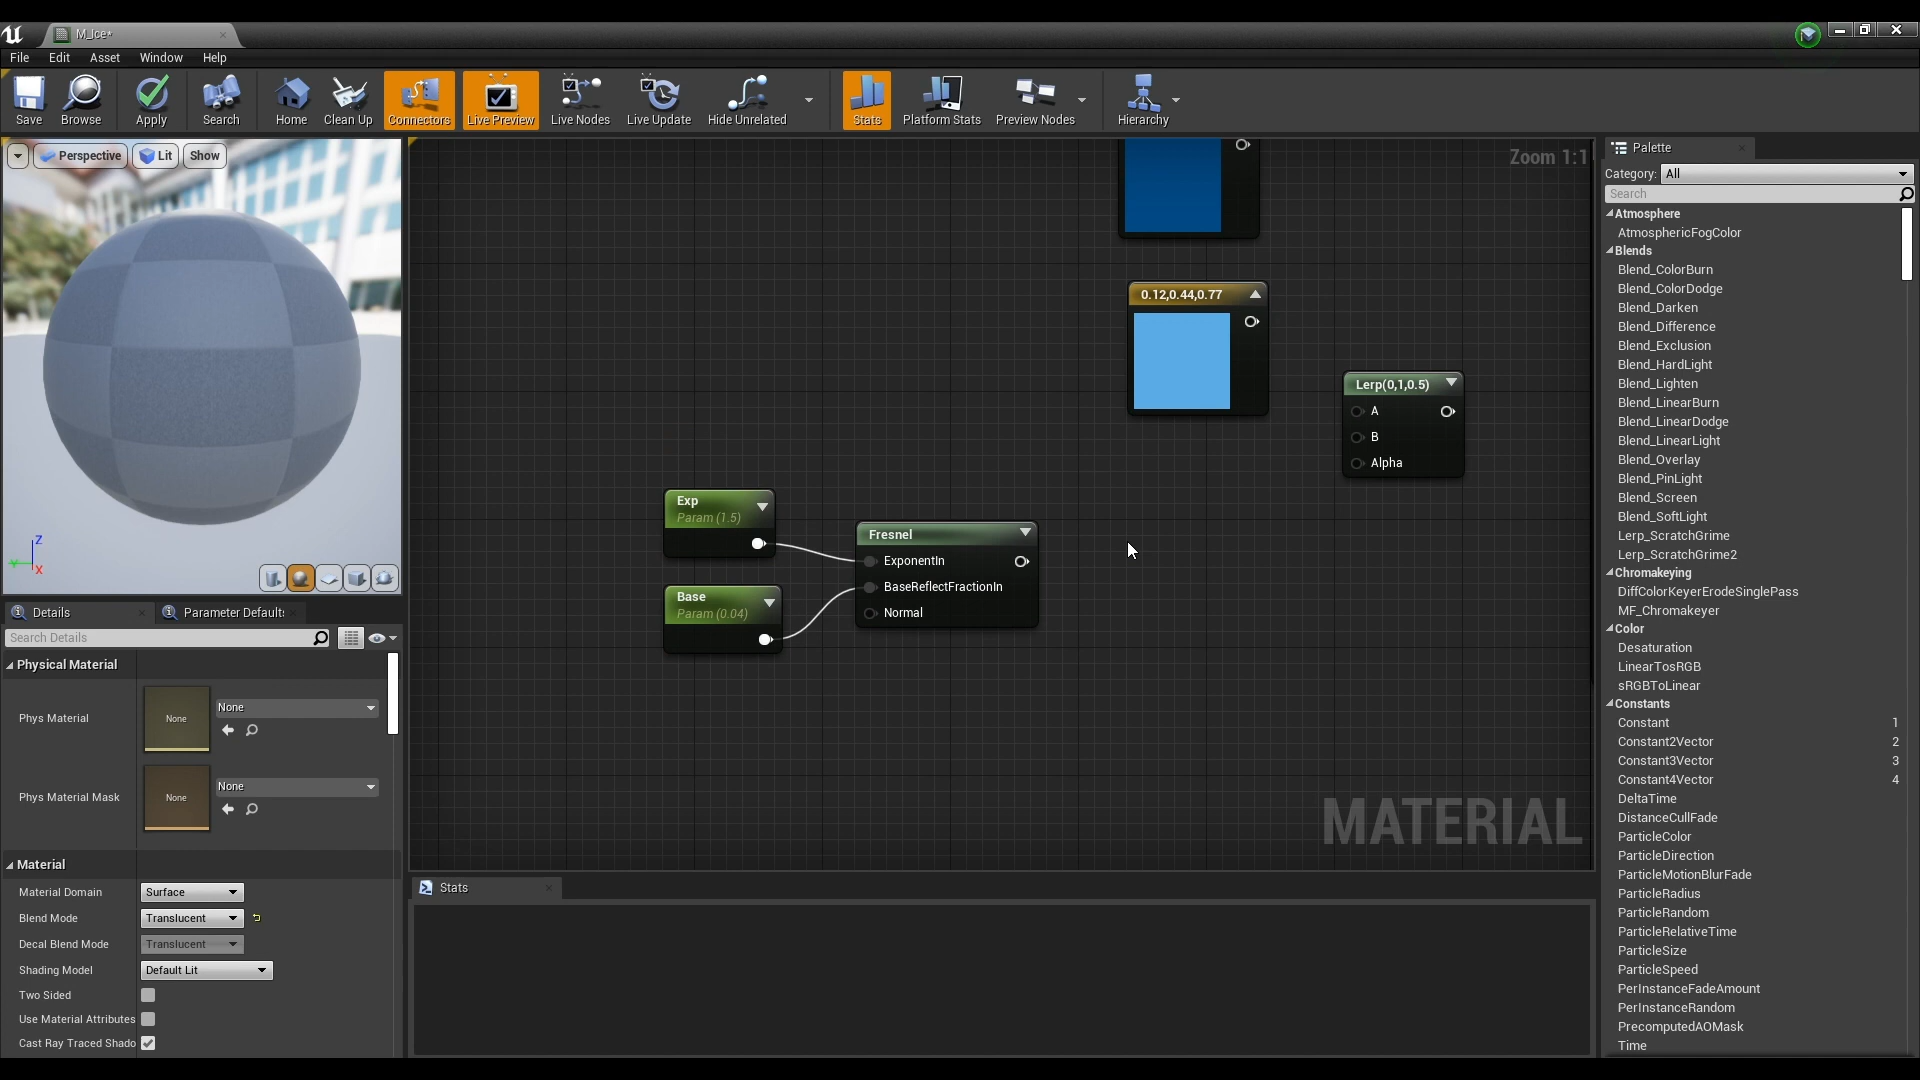 M_Ice*
File Edit Asset Window Help
Save Browse Apply Search Home Clean Up Connectors Live Preview Live Nodes Live Update Hide Unrelated Stats Platform Stats Preview Nodes Hierarchy
Perspective Lit Show
Z
Y
X
Details
Parameter Defaults
Search Details
Physical Material
Phys Material
None
None
Phys Material Mask
None
None
Material
Material Domain Surface
Blend Mode Translucent
Decal Blend Mode Translucent
Shading Model Default Lit
Two Sided
Use Material Attributes
Cast Ray Traced Shado
Zoom 1:1
0.12,0.44,0.77
Lerp(0,1,0.5)
A
B
Alpha
Exp
Param (1.5)
Base
Param (0.04)
Fresnel
ExponentIn
BaseReflectFractionIn
Normal
MATERIAL
Stats
Palette
Category: All
Search
Atmosphere
AtmosphericFogColor
Blends
Blend_ColorBurn
Blend_ColorDodge
Blend_Darken
Blend_Difference
Blend_Exclusion
Blend_HardLight
Blend_Lighten
Blend_LinearBurn
Blend_LinearDodge
Blend_LinearLight
Blend_Overlay
Blend_PinLight
Blend_Screen
Blend_SoftLight
Lerp_ScratchGrime
Lerp_ScratchGrime2
Chromakeying
DiffColorKeyerErodeSinglePass
MF_Chromakeyer
Color
Desaturation
LinearTosRGB
sRGBToLinear
Constants
Constant 1
Constant2Vector 2
Constant3Vector 3
Constant4Vector 4
DeltaTime
DistanceCullFade
ParticleColor
ParticleDirection
ParticleMotionBlurFade
ParticleRadius
ParticleRandom
ParticleRelativeTime
ParticleSize
ParticleSpeed
PerInstanceFadeAmount
PerInstanceRandom
PrecomputedAOMask
Time